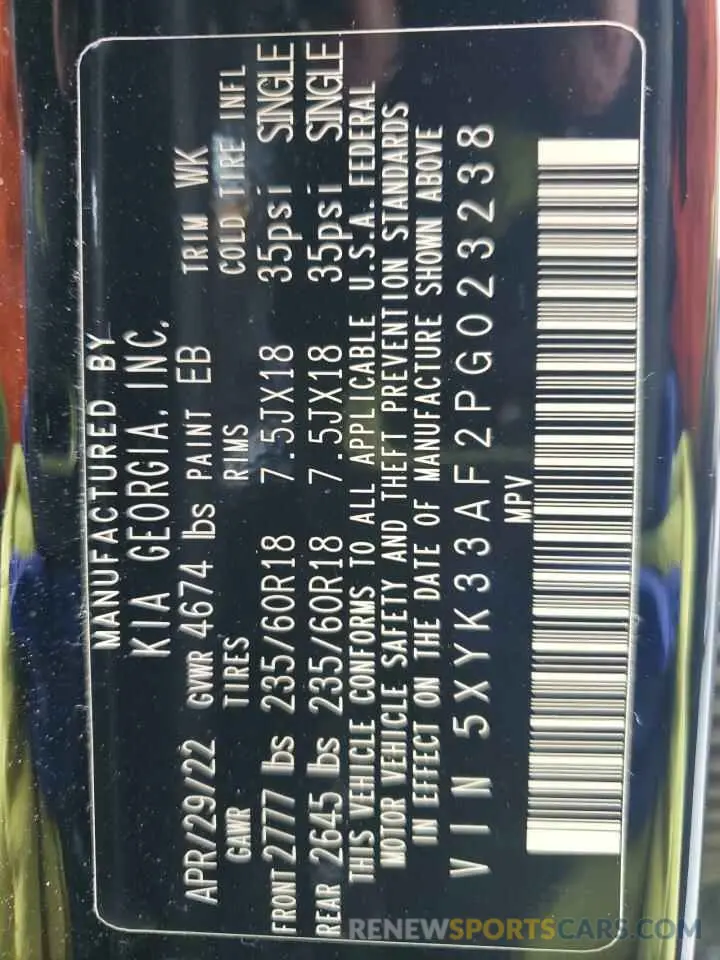 MANUFACTURED BY
KIA GEORGIA, INC.
APR/29/22 GVWR 4674 lbs PAINT EB TRIM WK
GAWR TIRES RIMS COLD TIRE INFL
FRONT 2777 lbs 235/60R18 7.5JX18 35psi SINGLE
REAR 2645 lbs 235/60R18 7.5JX18 35psi SINGLE
THIS VEHICLE CONFORMS TO ALL APPLICABLE U.S.A. FEDERAL
MOTOR VEHICLE SAFETY AND THEFT PREVENTION STANDARDS
IN EFFECT ON THE DATE OF MANUFACTURE SHOWN ABOVE
VIN 5XYK33AF2PG023238
MPV
RENEWSPORTSCARS.COM